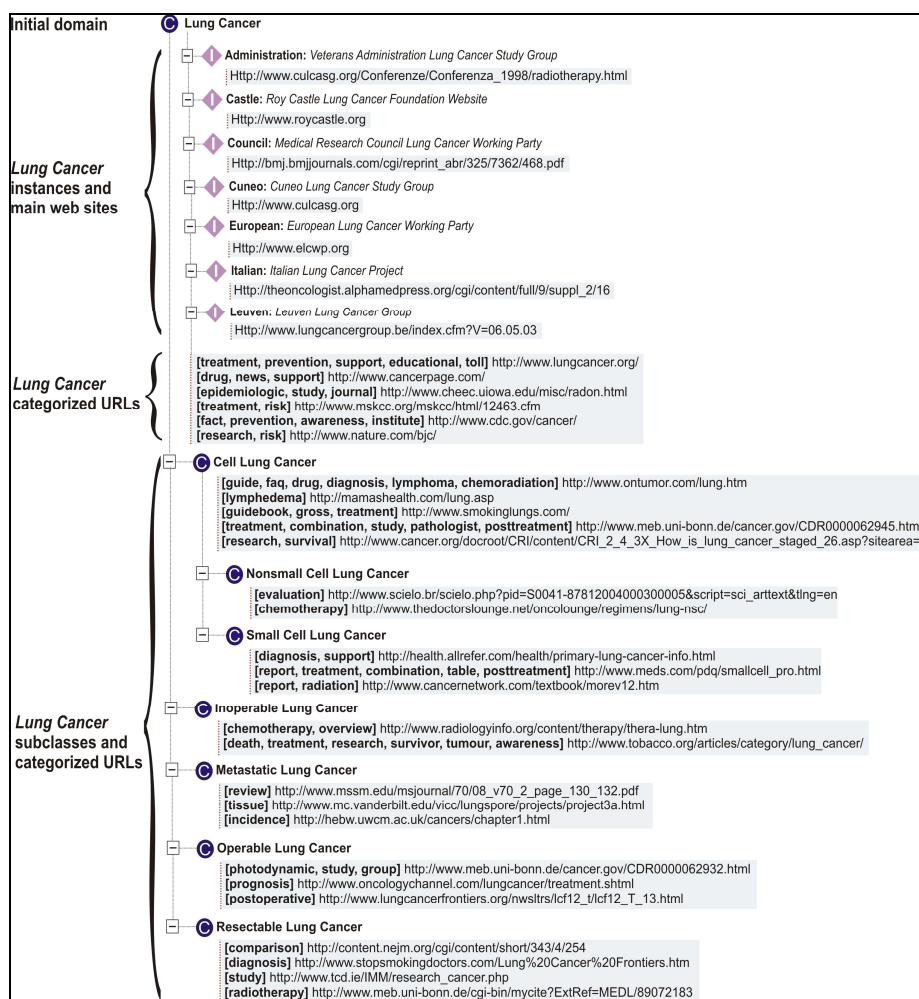 Initial domain
C Lung Cancer
I Administration: Veterans Administration Lung Cancer Study Group
Http://www.culcasg.org/Conferenze/Conferenza_1998/radiotherapy.html
I Castle: Roy Castle Lung Cancer Foundation Website
Http://www.roycastle.org
I Council: Medical Research Council Lung Cancer Working Party
Http://bmj.bmjjournals.com/cgi/reprint_abr/325/7362/468.pdf
I Cuneo: Cuneo Lung Cancer Study Group
Http://www.culcasg.org
I European: European Lung Cancer Working Party
Http://www.elcwp.org
I Italian: Italian Lung Cancer Project
Http://theoncologist.alphamedpress.org/cgi/content/full/9/suppl_2/16
I Leuven: Leuven Lung Cancer Group
Http://www.lungcancergroup.be/index.cfm?V=06.05.03
Lung Cancer
instances and
main web sites
[treatment, prevention, support, educational, toll] http://www.lungcancer.org/
[drug, news, support] http://www.cancerpage.com/
[epidemiologic, study, journal] http://www.cheec.uiowa.edu/misc/radon.html
[treatment, risk] http://www.mskcc.org/mskcc/html/12463.cfm
[fact, prevention, awareness, institute] http://www.cdc.gov/cancer/
[research, risk] http://www.nature.com/bjc/
Lung Cancer
categorized URLs
C Cell Lung Cancer
[guide, faq, drug, diagnosis, lymphoma, chemoradiation] http://www.ontumor.com/lung.htm
[lymphedema] http://mamashealth.com/lung.asp
[guidebook, gross, treatment] http://www.smokinglungs.com/
[treatment, combination, study, pathologist, posttreatment] http://www.meb.uni-bonn.de/cancer.gov/CDR0000062945.htm
[research, survival] http://www.cancer.org/docroot/CRI/content/CRI_2_4_3X_How_is_lung_cancer_staged_26.asp?sitearea=
C Nonsmall Cell Lung Cancer
[evaluation] http://www.scielo.br/scielo.php?pid=S0041-87812004000300005&script=sci_arttext&tlng=en
[chemotherapy] http://www.thedoctorslounge.net/oncolounge/regimens/lung-nsc/
C Small Cell Lung Cancer
[diagnosis, support] http://health.allrefer.com/health/primary-lung-cancer-info.html
[report, treatment, combination, table, posttreatment] http://www.meds.com/pdq/smallcell_pro.html
[report, radiation] http://www.cancernetwork.com/textbook/morev12.htm
C Inoperable Lung Cancer
[chemotherapy, overview] http://www.radiologyinfo.org/content/therapy/thera-lung.htm
[death, treatment, research, survivor, tumour, awareness] http://www.tobacco.org/articles/category/lung_cancer/
C Metastatic Lung Cancer
[review] http://www.mssm.edu/msjournal/70/08_v70_2_page_130_132.pdf
[tissue] http://www.mc.vanderbilt.edu/vicc/lungspore/projects/project3a.html
[incidence] http://hebw.uwcm.ac.uk/cancers/chapter1.html
C Operable Lung Cancer
[photodynamic, study, group] http://www.meb.uni-bonn.de/cancer.gov/CDR0000062932.html
[prognosis] http://www.oncologychannel.com/lungcancer/treatment.shtml
[postoperative] http://www.lungcancerfrontiers.org/nwsltrs/lcf12_t/lcf12_T_13.html
C Resectable Lung Cancer
[comparison] http://content.nejm.org/cgi/content/short/343/4/254
[diagnosis] http://www.stopsmokingdoctors.com/Lung%20Cancer%20Frontiers.htm
[study] http://www.tcd.ie/IMM/research_cancer.php
[radiotherapy] http://www.meb.uni-bonn.de/cgi-bin/mycite?ExtRef=MEDL/89072183
Lung Cancer
subclasses and
categorized URLs